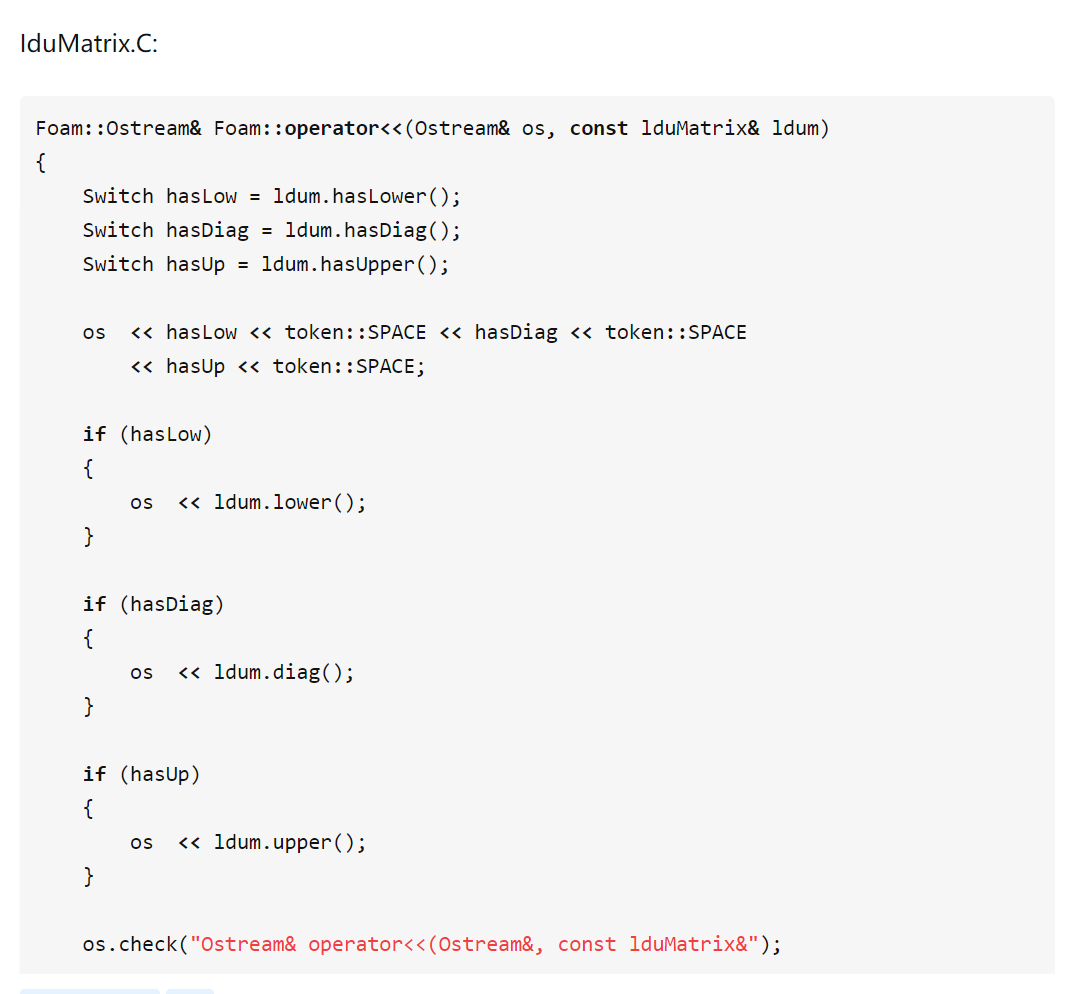 lduMatrix.C:
Foam::Ostream& Foam::operator<<(Ostream& os, const lduMatrix& ldum)
{
    Switch hasLow = ldum.hasLower();
    Switch hasDiag = ldum.hasDiag();
    Switch hasUp = ldum.hasUpper();

    os  << hasLow << token::SPACE << hasDiag << token::SPACE
        << hasUp << token::SPACE;

    if (hasLow)
    {
        os  << ldum.lower();
    }

    if (hasDiag)
    {
        os  << ldum.diag();
    }

    if (hasUp)
    {
        os  << ldum.upper();
    }

    os.check("Ostream& operator<<(Ostream&, const lduMatrix&");